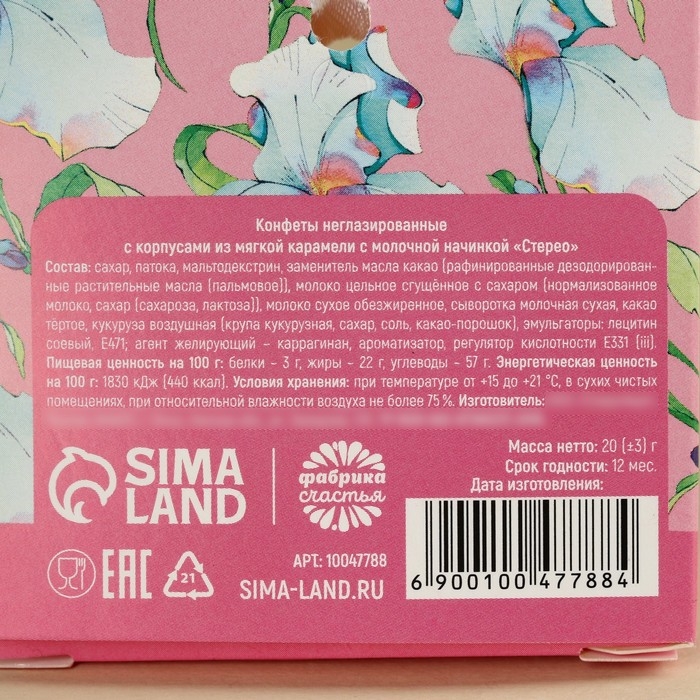 Конфеты неглазированные
с корпусами из мягкой карамели с молочной начинкой «Стерео»
Состав: сахар, патока, мальтодекстрин, заменитель масла какао (рафинированные дезодорирован-
ные растительные масла (пальмовое)), молоко цельное сгущённое с сахаром (нормализованное
молоко, сахар (сахароза, лактоза)), молоко сухое обезжиренное, сыворотка молочная сухая, какао
тёртое, кукуруза воздушная (крупа кукурузная, сахар, соль, какао-порошок), эмульгаторы: лецитин
соевый, Е471; агент желирующий – каррагинан, ароматизатор, регулятор кислотности Е331 (iii).
Пищевая ценность на 100 г: белки – 3 г, жиры – 22 г, углеводы – 57 г. Энергетическая ценность
на 100 г: 1830 кДж (440 ккал). Условия хранения: при температуре от +15 до +21 °С, в сухих чистых
помещениях, при относительной влажности воздуха не более 75 %. Изготовитель:
Масса нетто: 20 (±3) г
Срок годности: 12 мес.
Дата изготовления:
SIMA
LAND
фабрика
счастья
АРТ: 10047788
SIMA-LAND.RU
EAC
21
6 900100 477884